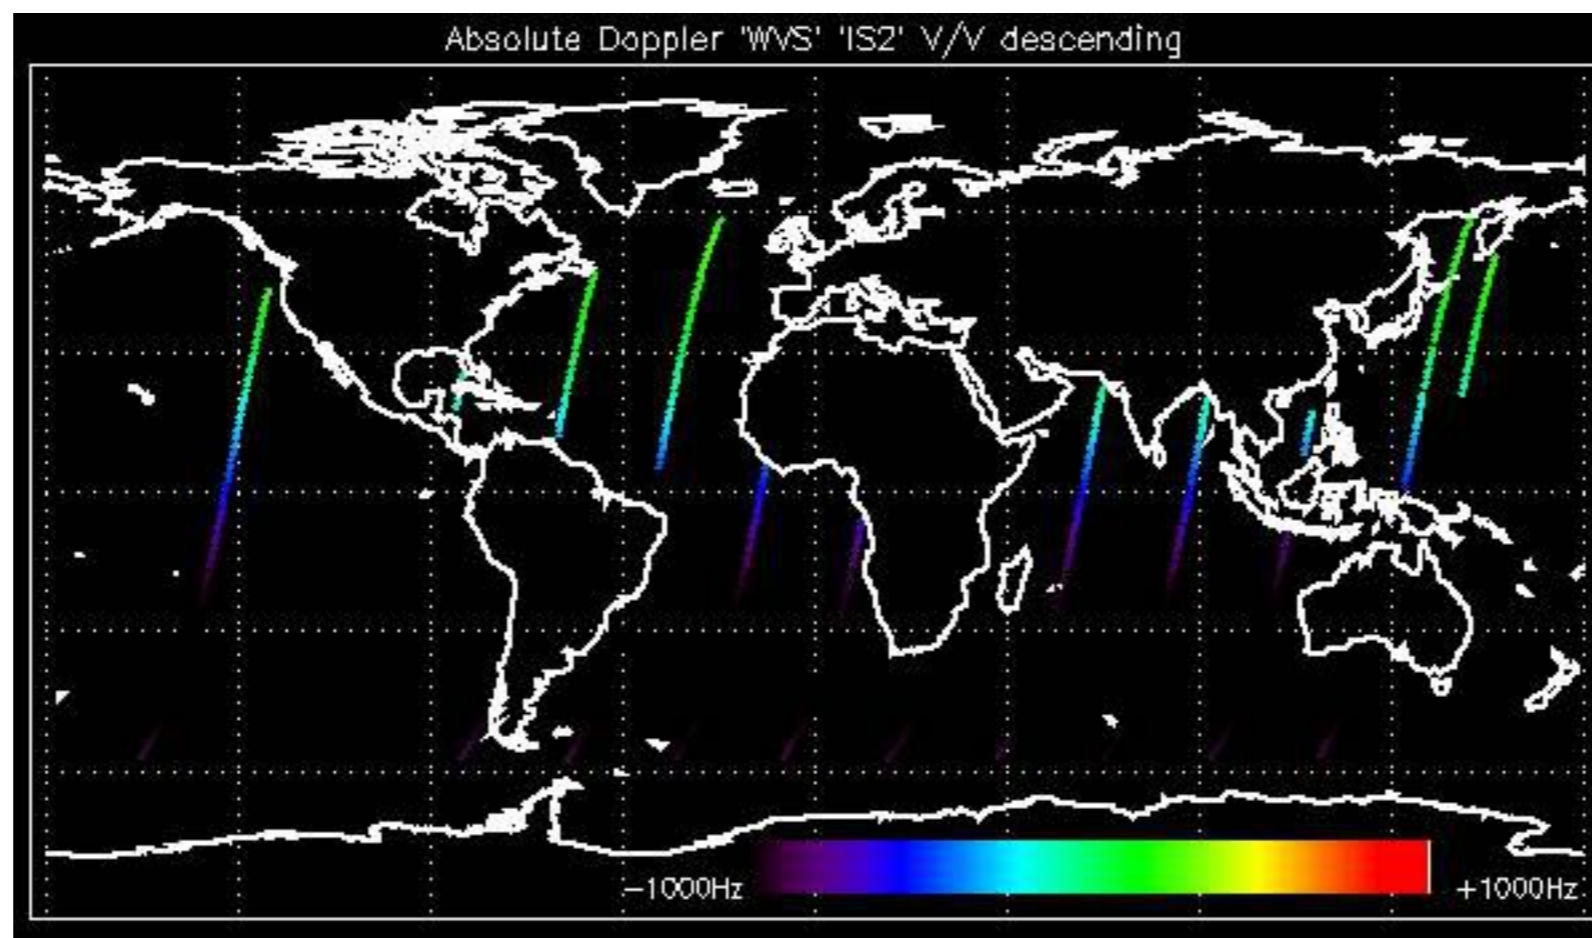 Absolute Doppler 'WVS' 'IS2' V/V descending
−1000Hz
+1000Hz